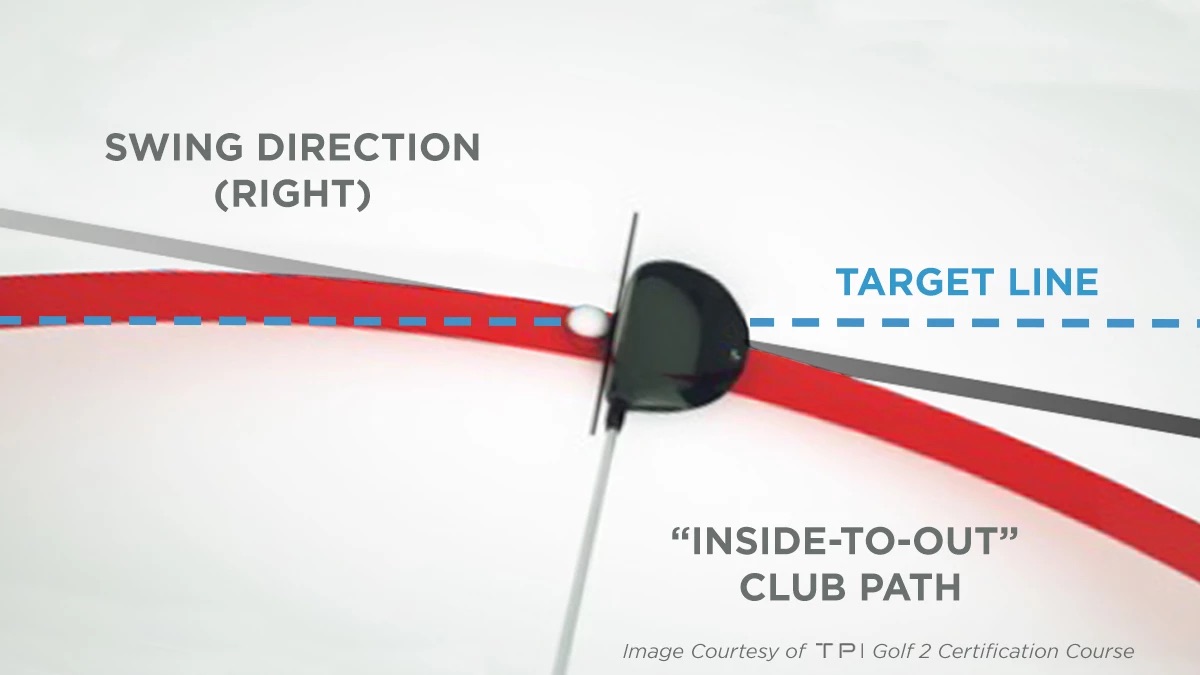 SWING DIRECTION
(RIGHT)
TARGET LINE
“INSIDE-TO-OUT”
CLUB PATH
Image Courtesy of TPI Golf 2 Certification Course